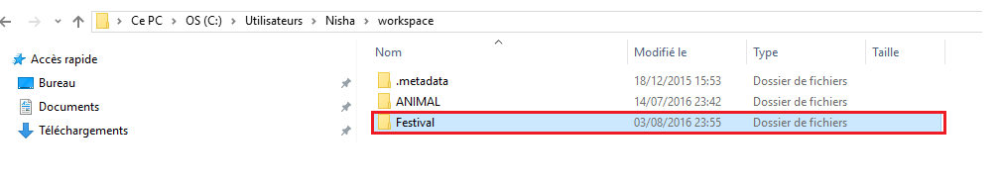 Ce PC > OS (C:) > Utilisateurs > Nisha > workspace
Nom Modifié le Type Taille
Accès rapide
Bureau
Documents
Téléchargements
.metadata 18/12/2015 15:53 Dossier de fichiers
ANIMAL 14/07/2016 23:42 Dossier de fichiers
Festival 03/08/2016 23:55 Dossier de fichiers